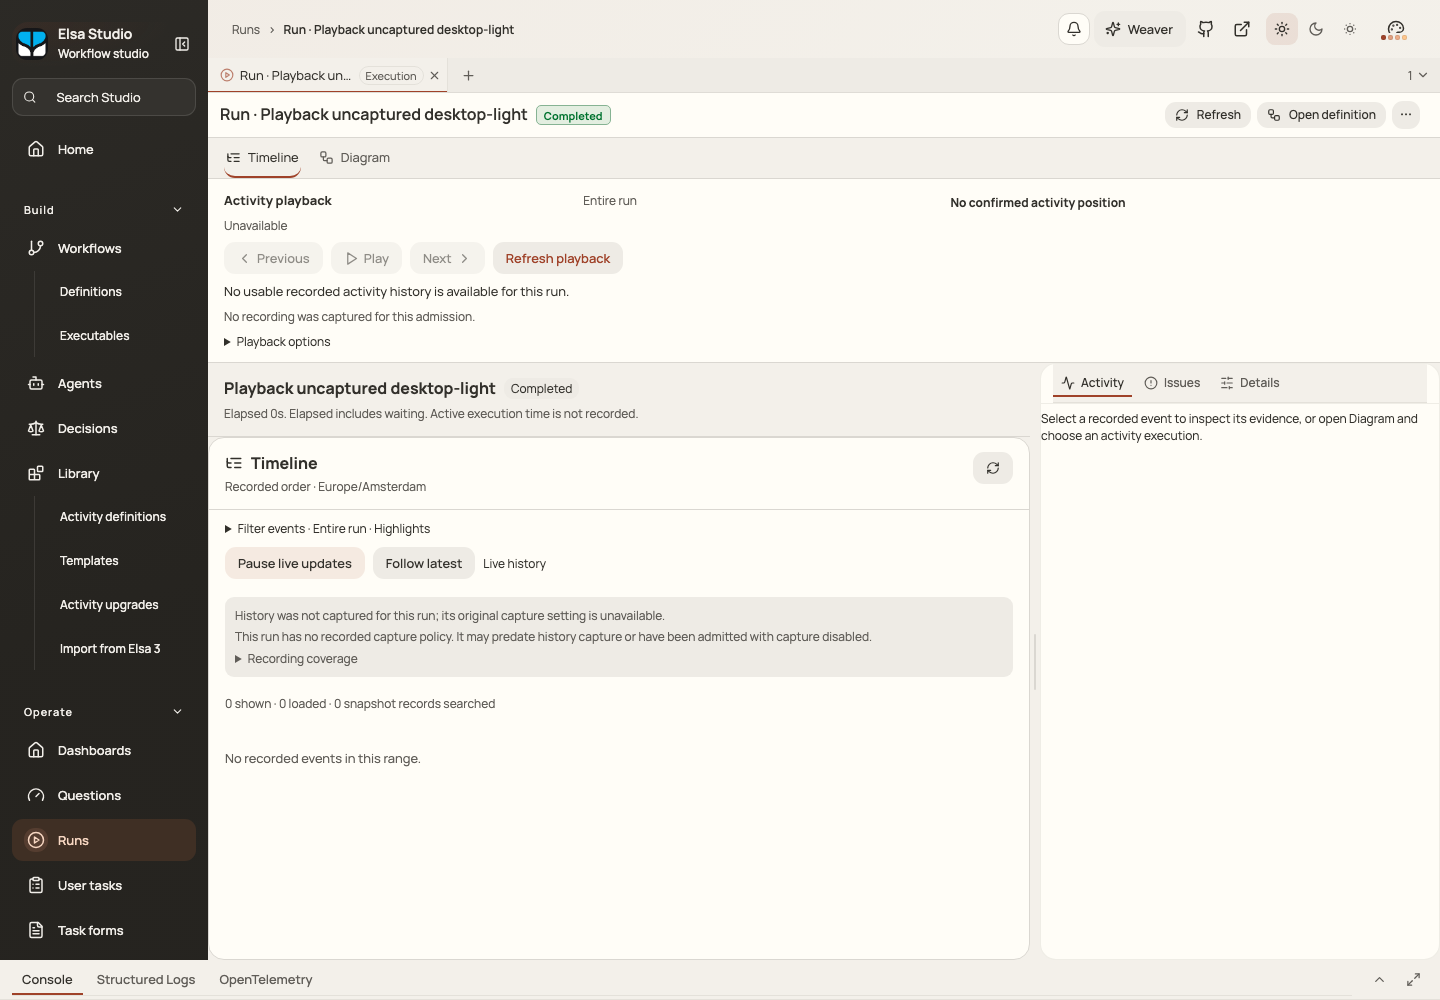 Elsa Studio
Workflow studio
Search Studio
Home
Build
Workflows
Definitions
Executables
Agents
Decisions
Library
Activity definitions
Templates
Activity upgrades
Import from Elsa 3
Operate
Dashboards
Questions
Runs
User tasks
Task forms
Runs › Run · Playback uncaptured desktop-light
Weaver
Run · Playback un... Execution
1
Run · Playback uncaptured desktop-light Completed
Refresh Open definition
Timeline Diagram
Activity playback Entire run No confirmed activity position
Unavailable
Previous Play Next Refresh playback
No usable recorded activity history is available for this run.
No recording was captured for this admission.
Playback options
Playback uncaptured desktop-light Completed
Elapsed 0s. Elapsed includes waiting. Active execution time is not recorded.
Timeline
Recorded order · Europe/Amsterdam
Filter events · Entire run · Highlights
Pause live updates Follow latest Live history
History was not captured for this run; its original capture setting is unavailable.
This run has no recorded capture policy. It may predate history capture or have been admitted with capture disabled.
Recording coverage
0 shown · 0 loaded · 0 snapshot records searched
No recorded events in this range.
Activity Issues Details
Select a recorded event to inspect its evidence, or open Diagram and
choose an activity execution.
Console Structured Logs OpenTelemetry